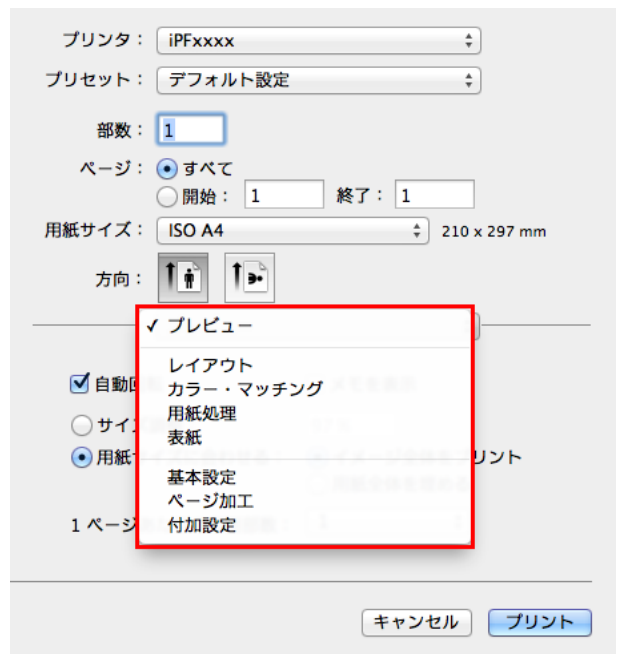 プリンタ： iPFxxxx
プリセット： デフォルト設定
部数： 1
ページ： すべて
開始： 1 終了： 1
用紙サイズ： ISO A4 210 x 297 mm
方向：
✓ プレビュー
レイアウト
自動回
カラー・マッチング
用紙処理
サイ
表紙
用紙 リント
基本設定
ページ加工
1 ページ 付加設定
キャンセル プリント